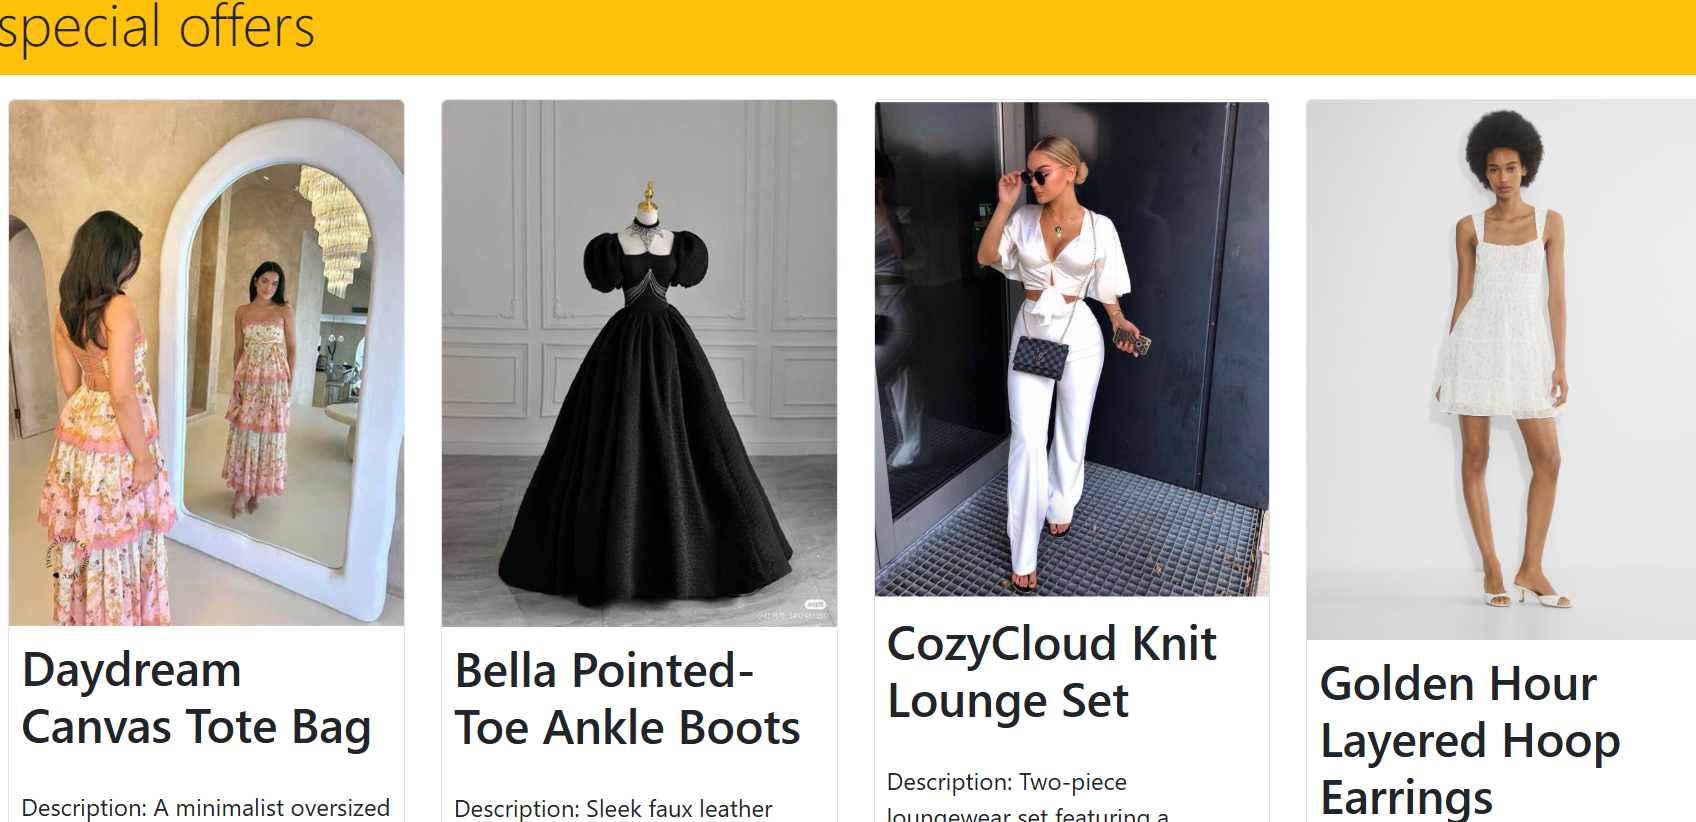 special offers
Daydream
Canvas Tote Bag
Description: A minimalist oversized
Bella Pointed-
Toe Ankle Boots
Description: Sleek faux leather
CozyCloud Knit
Lounge Set
Description: Two-piece
loungewear set featuring a
Golden Hour
Layered Hoop
Earrings